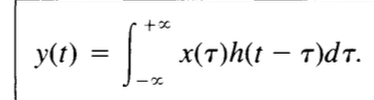 y(t) = ∫_{-∞}^{+∞} x(τ)h(t − τ)dτ.